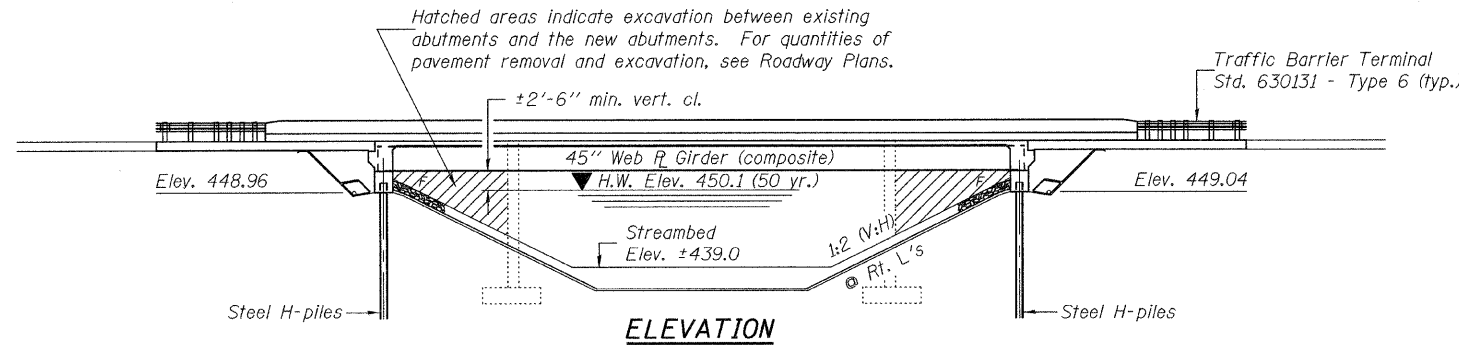 Hatched areas indicate excavation between existing
abutments and the new abutments. For quantities of
pavement removal and excavation, see Roadway Plans.
Traffic Barrier Terminal
Std. 630131 - Type 6 (typ.)
±2'-6" min. vert. cl.
45" Web ℄ Girder (composite)
Elev. 448.96
F
H.W. Elev. 450.1 (50 yr.)
F
Elev. 449.04
Streambed
Elev. ±439.0
1:2 (V:H)
@ Rt. L's
Steel H-piles
Steel H-piles
ELEVATION